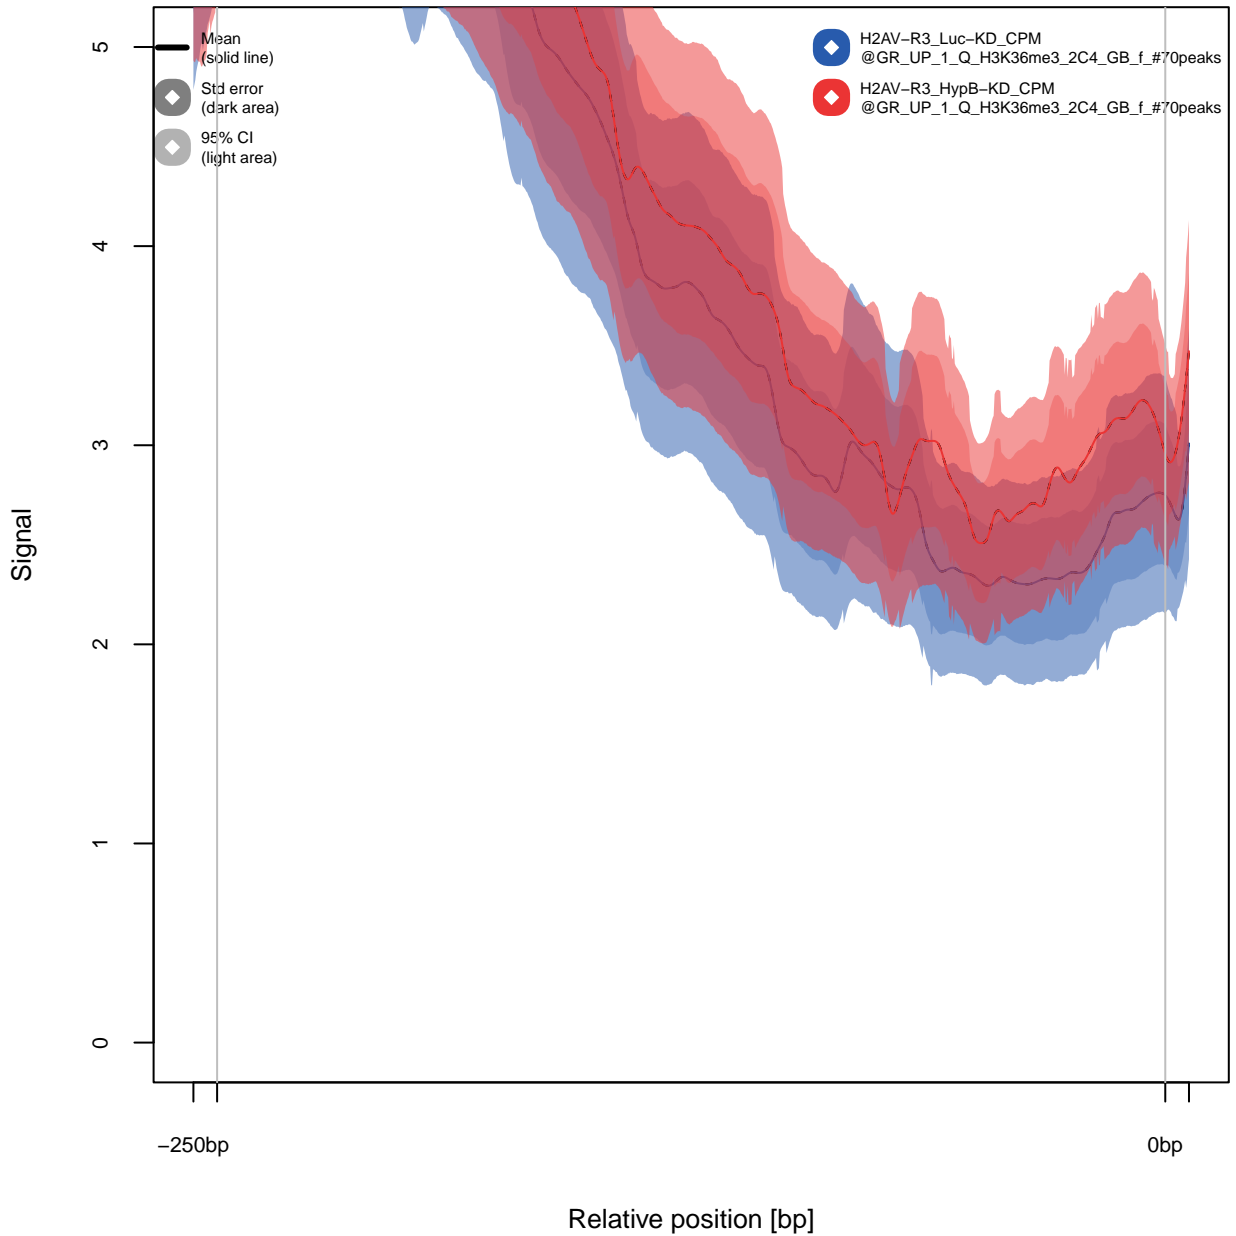 Mean
(solid line)
Std error
(dark area)
95% CI
(light area)
H2AV−R3_Luc−KD_CPM
@GR_UP_1_Q_H3K36me3_2C4_GB_f_#70peaks
H2AV−R3_HypB−KD_CPM
@GR_UP_1_Q_H3K36me3_2C4_GB_f_#70peaks
5
4
3
2
1
0
Signal
−250bp
0bp
Relative position [bp]